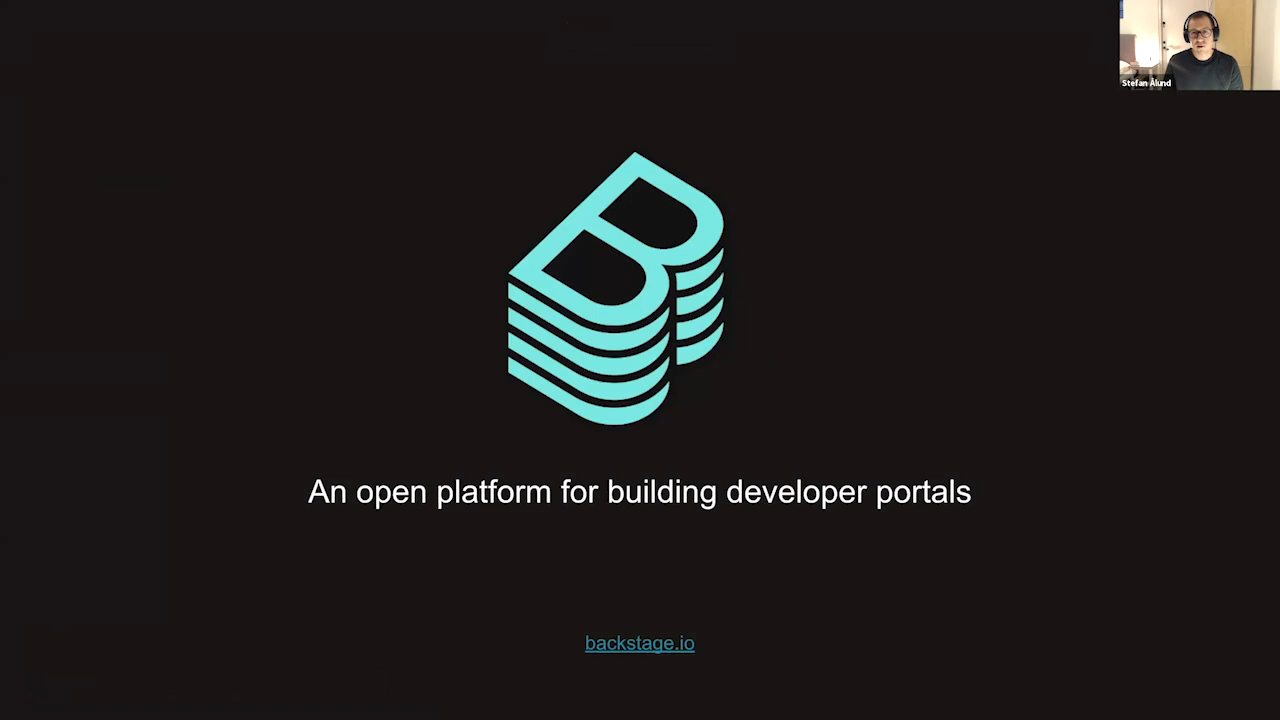 Stefan Ålund
An open platform for building developer portals
backstage.io